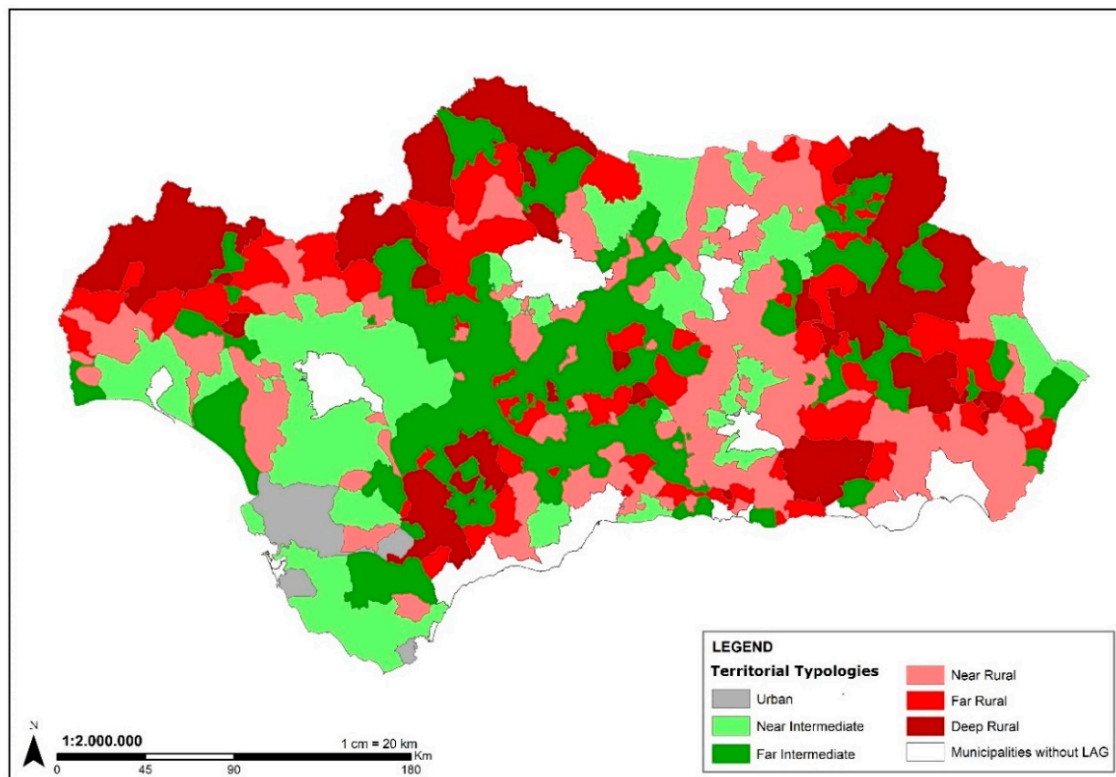 LEGEND
Territorial Typologies
Urban
Near Intermediate
Far Intermediate
Near Rural
Far Rural
Deep Rural
Municipalities without LAG
N
1:2.000.000
1 cm = 20 km
Km
0 45 90 180